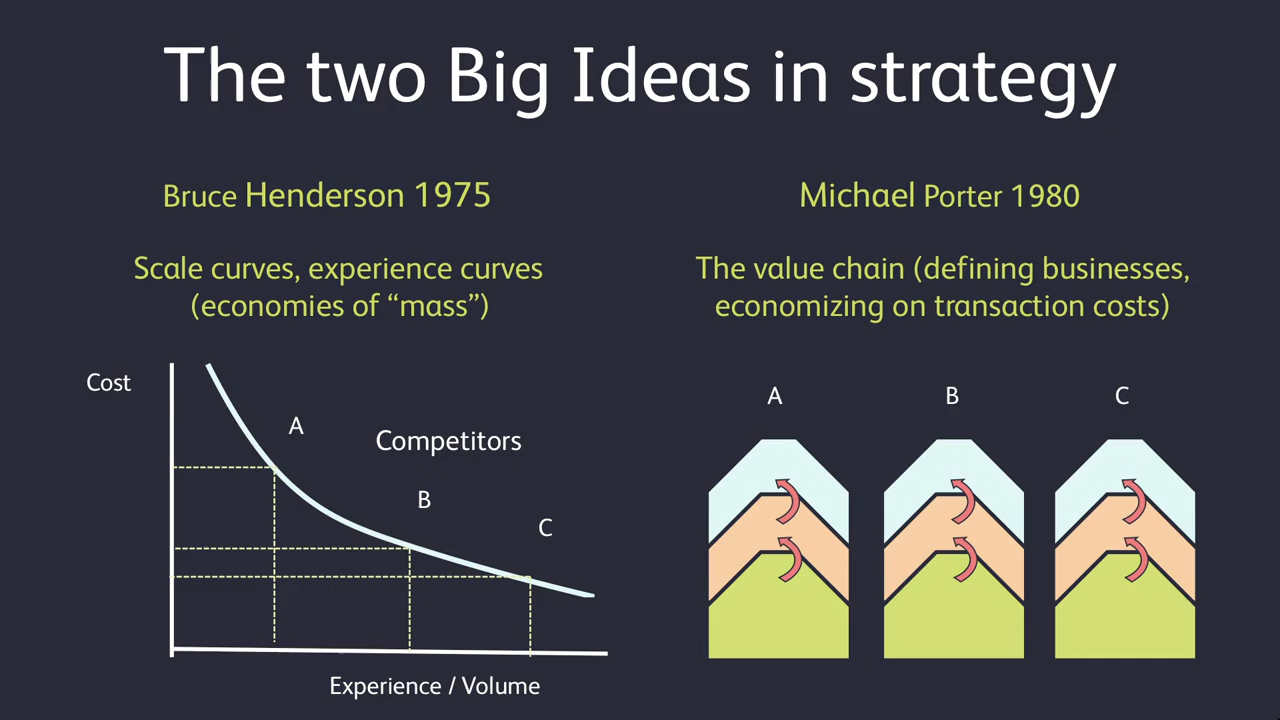 The two Big Ideas in strategy
Bruce Henderson 1975
Scale curves, experience curves
(economies of “mass”)
Cost
A
Competitors
B
C
Experience / Volume
Michael Porter 1980
The value chain (defining businesses,
economizing on transaction costs)
A
B
C